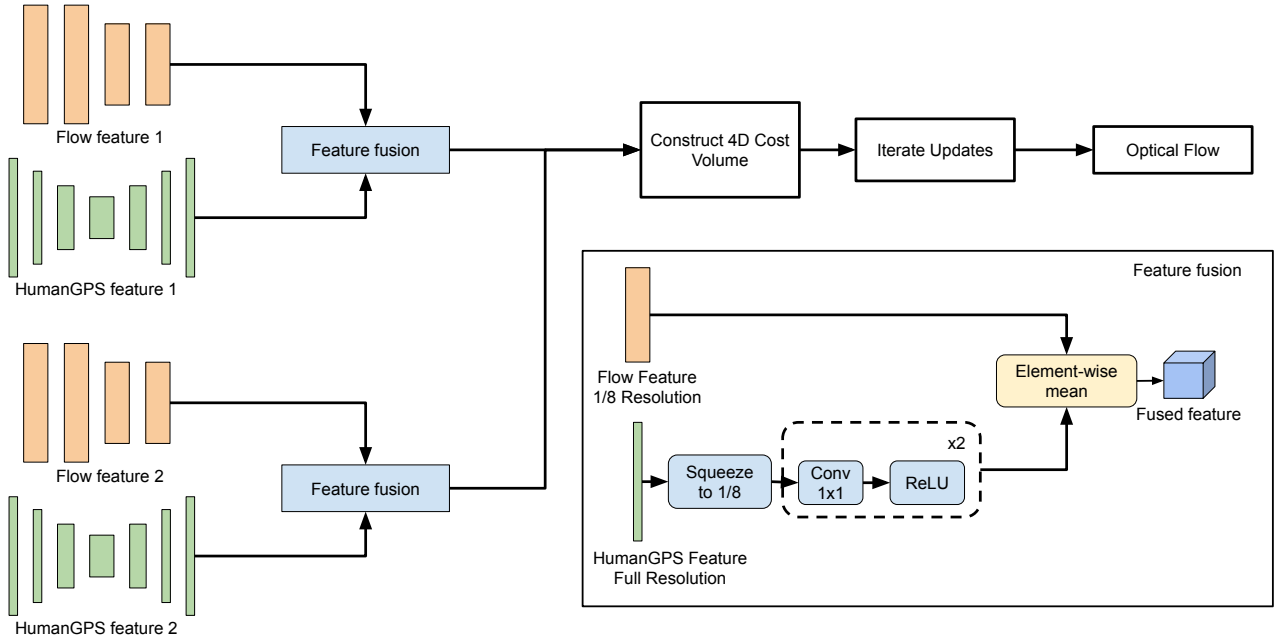 Flow feature 1
HumanGPS feature 1
Feature fusion
Construct 4D Cost
Volume
Iterate Updates
Optical Flow
Flow feature 2
HumanGPS feature 2
Feature fusion
Feature fusion
Flow Feature
1/8 Resolution
HumanGPS Feature
Full Resolution
Squeeze
to 1/8
x2
Conv
1x1
ReLU
Element-wise
mean
Fused feature